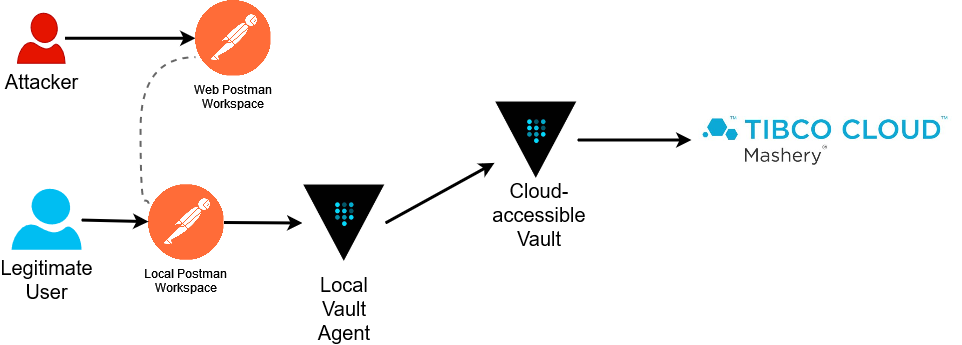 Attacker
Web Postman
Workspace
Legitimate
User
Local Postman
Workspace
Local
Vault
Agent
Cloud-
accessible
Vault
TIBCO CLOUD™
Mashery